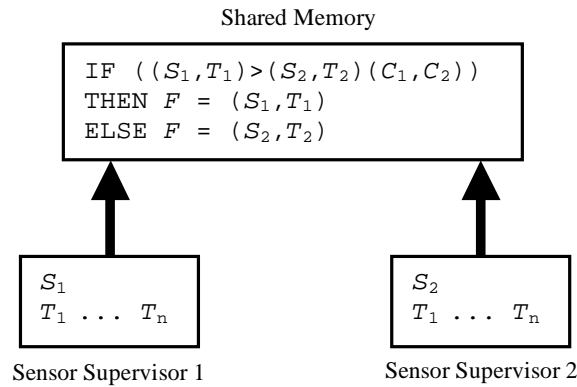 Shared Memory
IF ((S₁,T₁)>(S₂,T₂)(C₁,C₂))
THEN F = (S₁,T₁)
ELSE F = (S₂,T₂)
S₁
T₁ ... Tₙ
Sensor Supervisor 1
S₂
T₁ ... Tₙ
Sensor Supervisor 2